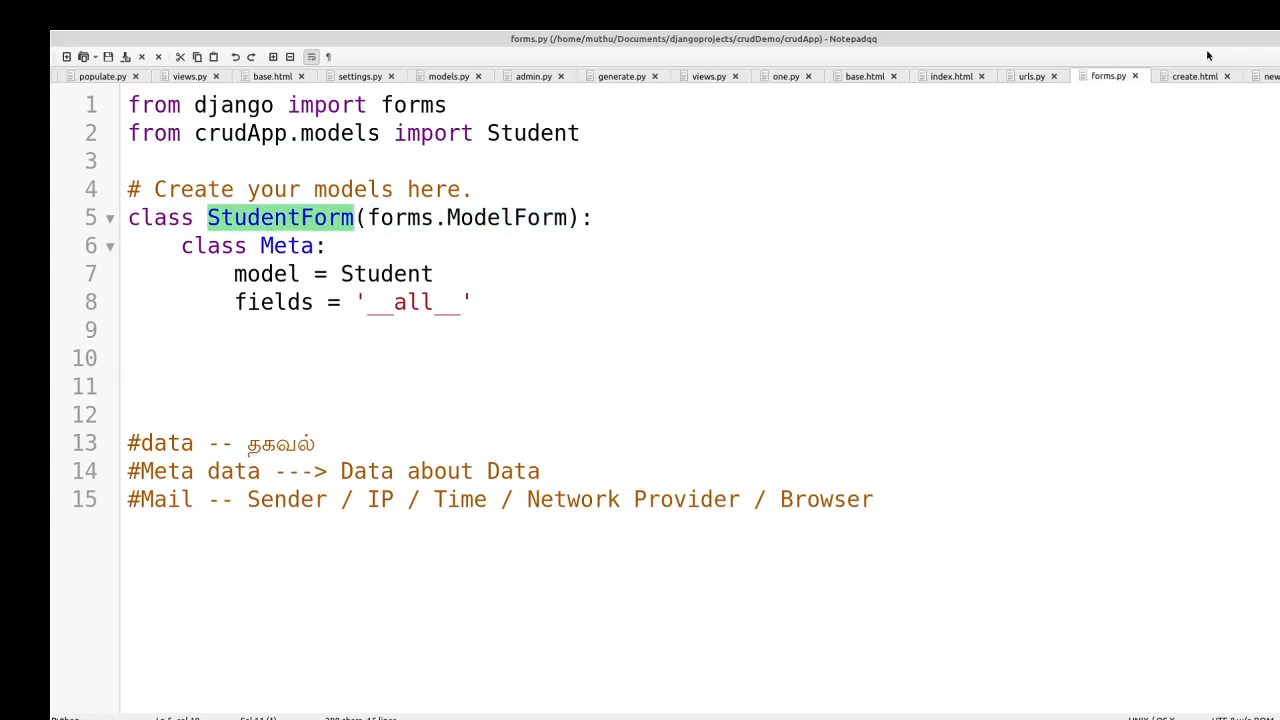 forms.py (/home/muthu/Documents/djangoprojects/crudDemo/crudApp) - Notepadqq
populate.py views.py base.html settings.py models.py admin.py generate.py views.py one.py base.html index.html urls.py forms.py create.html new
1 from django import forms
2 from crudApp.models import Student
3
4 # Create your models here.
5 class StudentForm(forms.ModelForm):
6 class Meta:
7 model = Student
8 fields = '__all__'
9
10
11
12
13 #data -- தகவல்
14 #Meta data ---> Data about Data
15 #Mail -- Sender / IP / Time / Network Provider / Browser